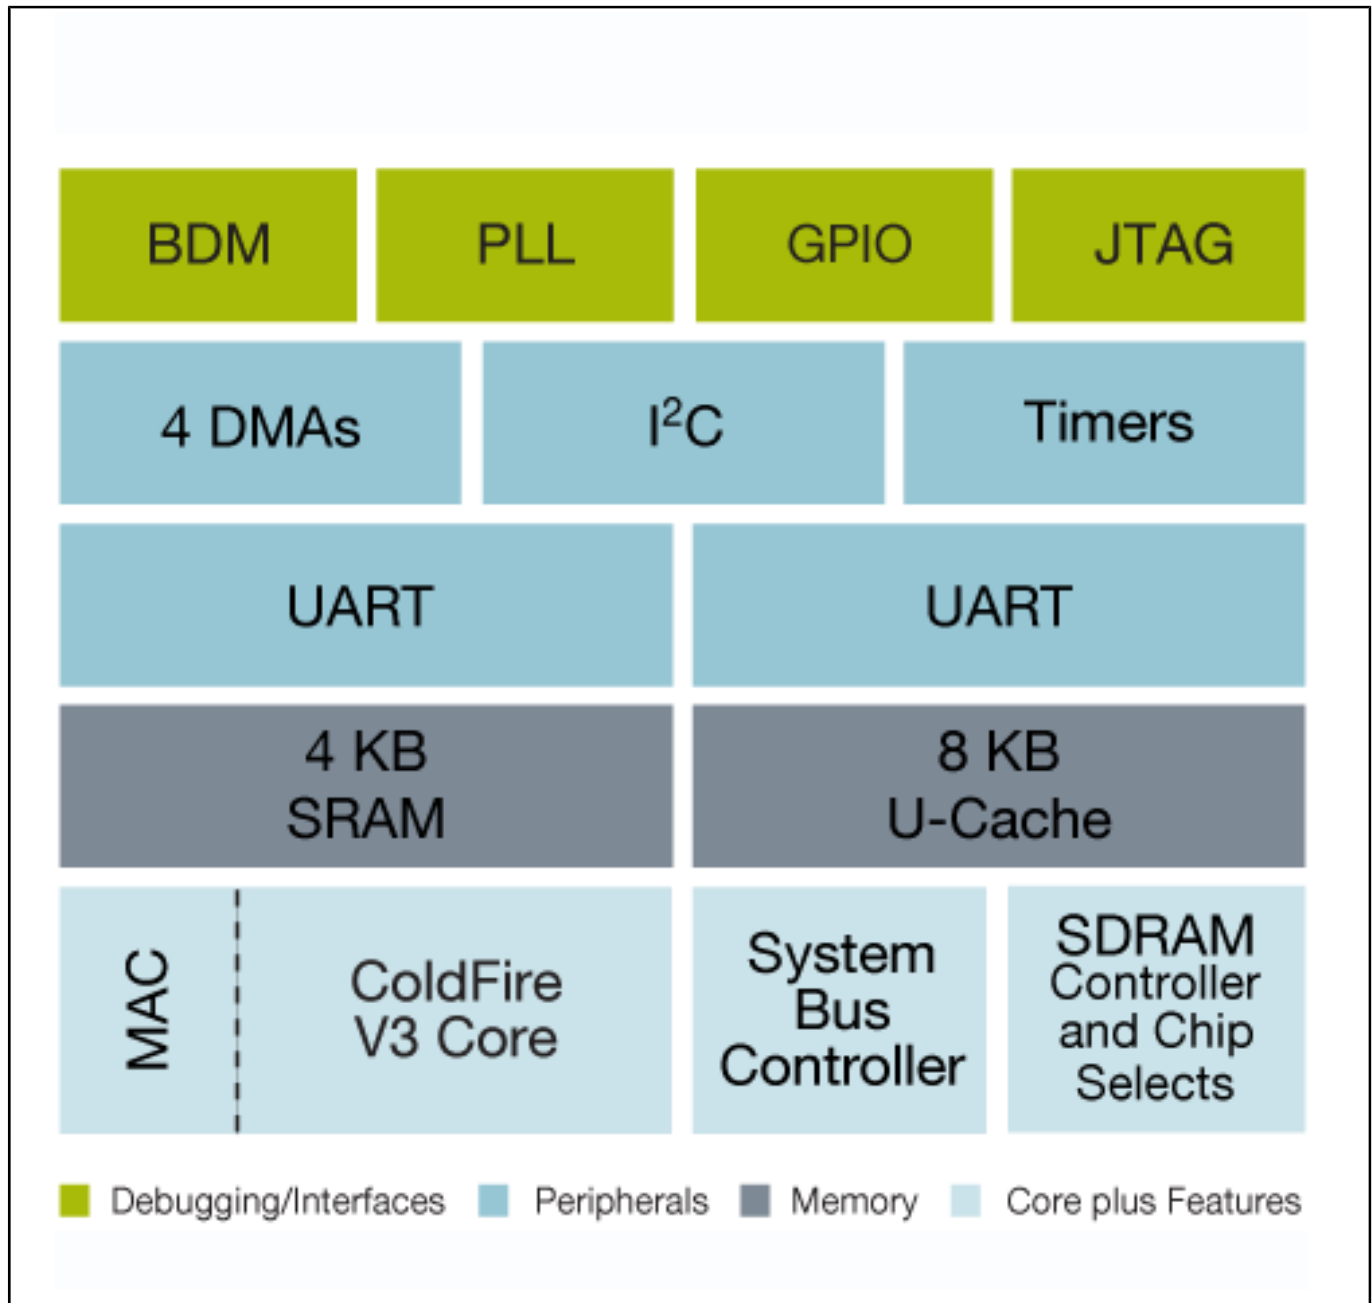 BDM PLL GPIO JTAG
4 DMAs I²C Timers
UART UART
4 KB
SRAM
8 KB
U-Cache
MAC
ColdFire
V3 Core
System
Bus
Controller
SDRAM
Controller
and Chip
Selects
Debugging/Interfaces Peripherals Memory Core plus Features